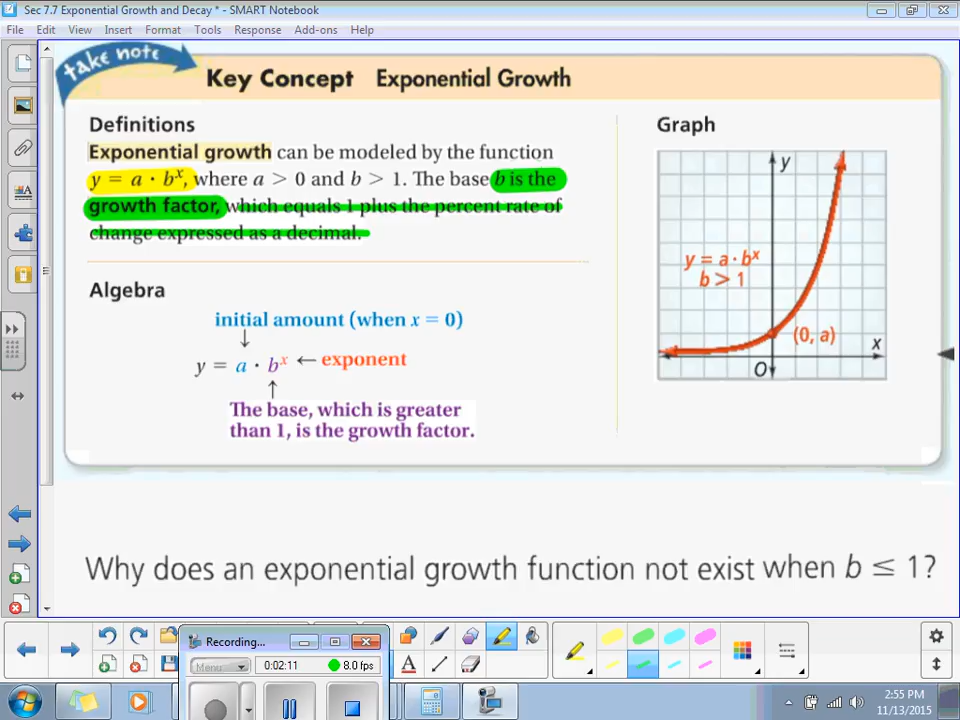 Sec 7.7 Exponential Growth and Decay * - SMART Notebook
File Edit View Insert Format Tools Response Add-ons Help
take note
Key Concept Exponential Growth
Definitions
Exponential growth can be modeled by the function
y = a · bˣ, where a > 0 and b > 1. The base b is the
growth factor, which equals 1 plus the percent rate of
change expressed as a decimal.
Algebra
initial amount (when x = 0)
↓
y = a · bˣ ← exponent
↑
The base, which is greater
than 1, is the growth factor.
Graph
y
y = a · bˣ
b > 1
(0, a)
x
O
Why does an exponential growth function not exist when b ≤ 1?
Recording...
Menu 0:02:11 8.0 fps
A
2:55 PM
11/13/2015